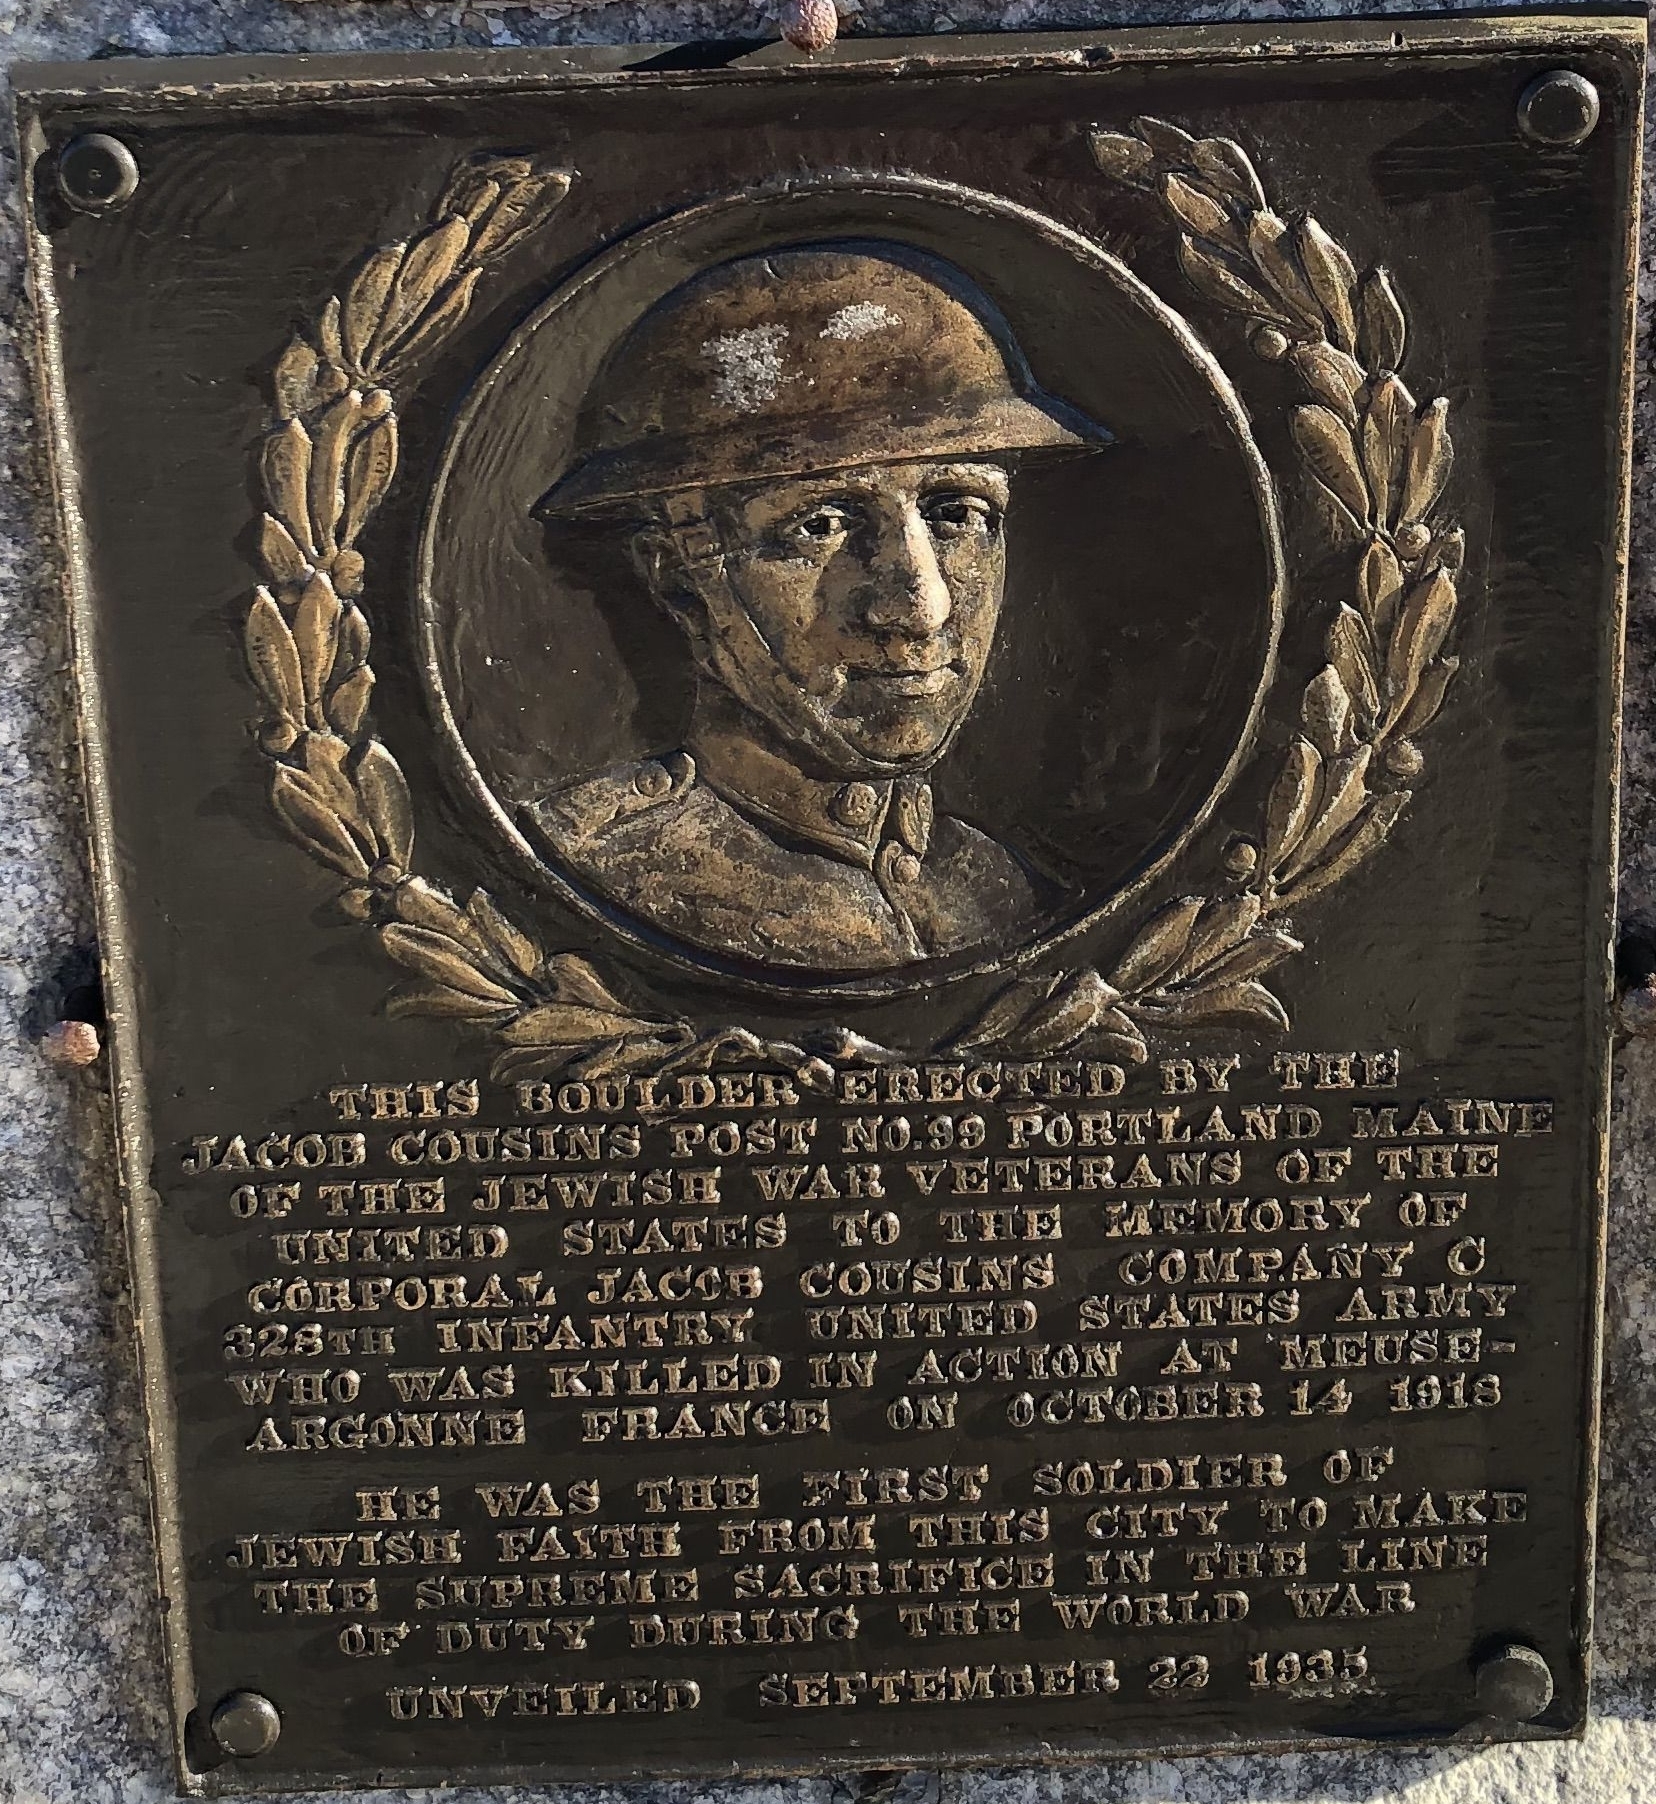 THIS BOULDER ERECTED BY THE
JACOB COUSINS POST NO.99 PORTLAND MAINE
OF THE JEWISH WAR VETERANS OF THE
UNITED STATES TO THE MEMORY OF
CORPORAL JACOB COUSINS COMPANY C
328TH INFANTRY UNITED STATES ARMY
WHO WAS KILLED IN ACTION AT MEUSE-
ARGONNE FRANCE ON OCTOBER 14 1918
HE WAS THE FIRST SOLDIER OF
JEWISH FAITH FROM THIS CITY TO MAKE
THE SUPREME SACRIFICE IN THE LINE
OF DUTY DURING THE WORLD WAR
UNVEILED SEPTEMBER 22 1935